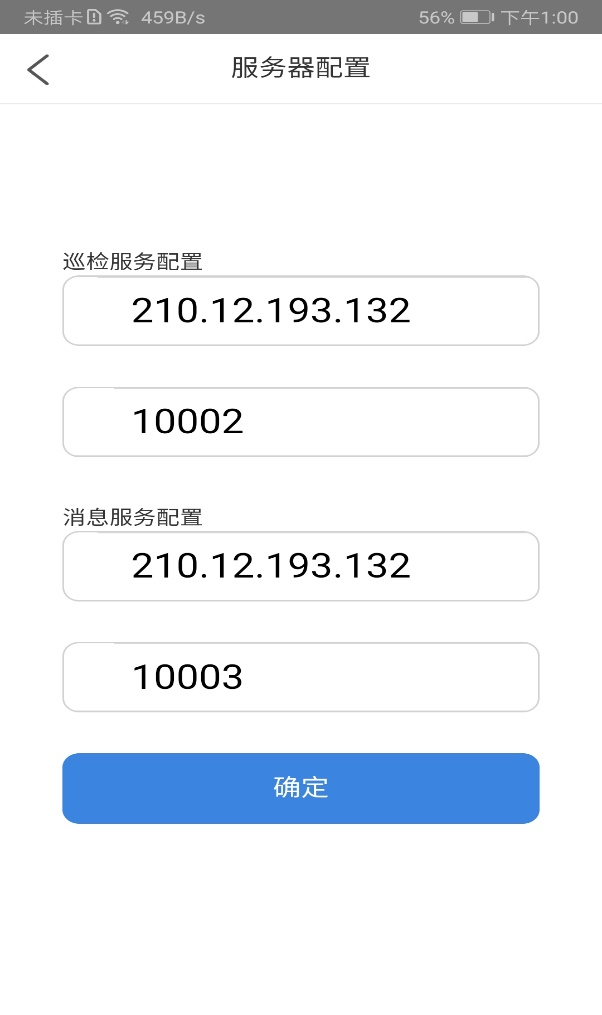 未插卡 459B/s 56% 下午1:00
服务器配置
巡检服务配置
210.12.193.132
10002
消息服务配置
210.12.193.132
10003
确定